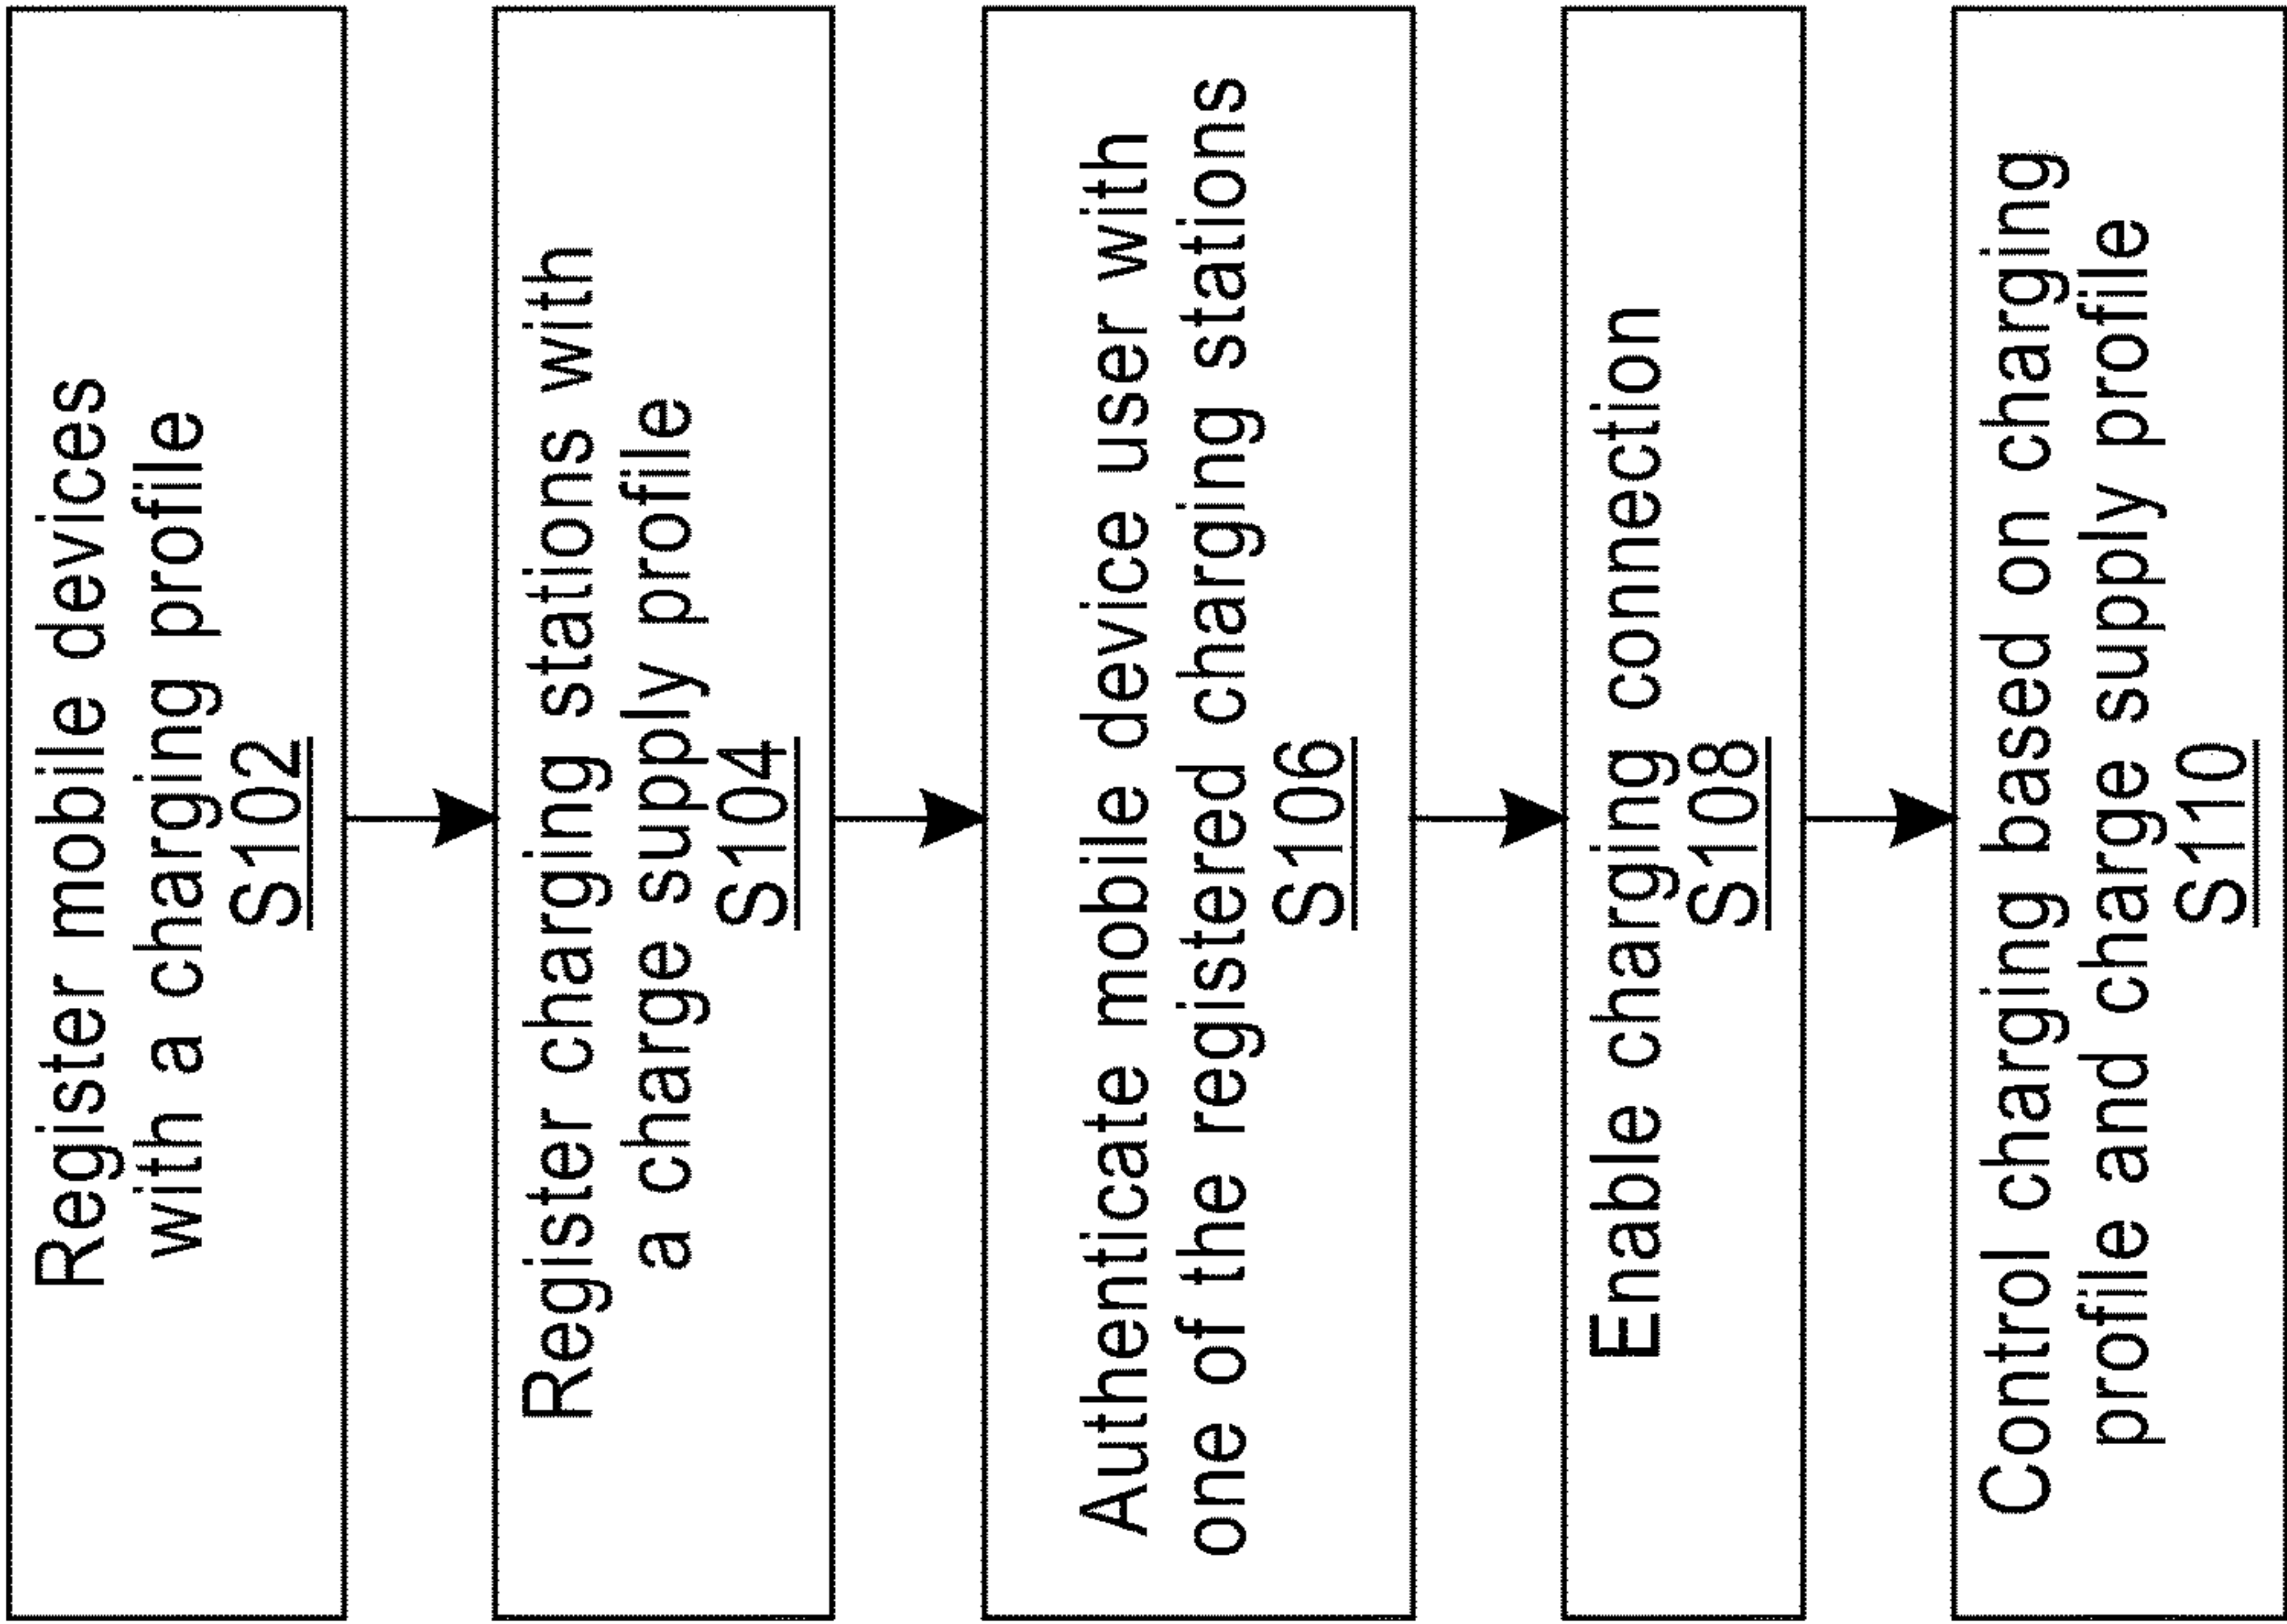 Register mobile devices
with a charging profile
S102
Register charging stations with
a charge supply profile
S104
Authenticate mobile device user with
one of the registered charging stations
S106
Enable charging connection
S108
Control charging based on charging
profile and charge supply profile
S110